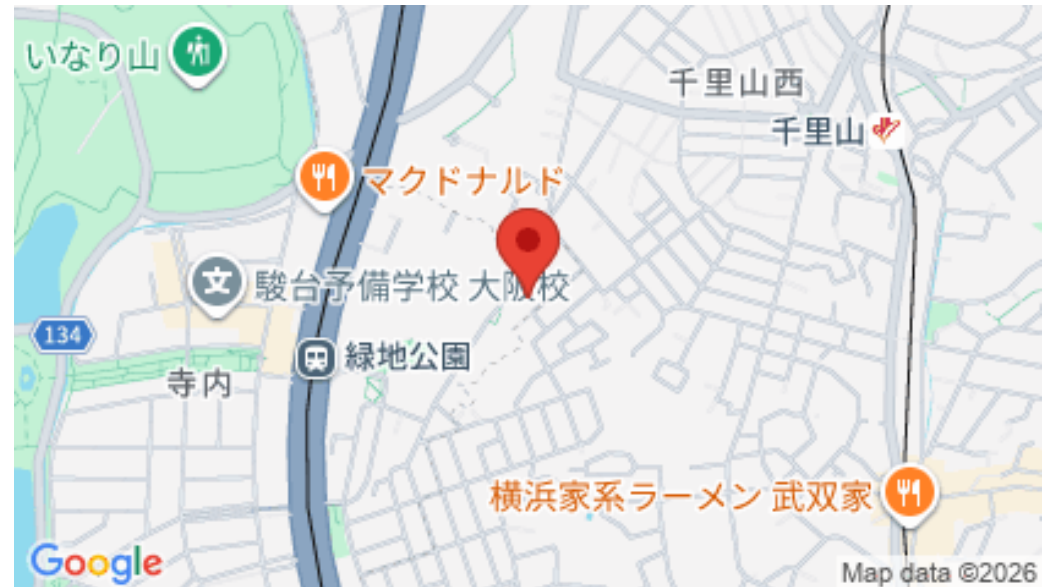 いなり山
千里山西
千里山
マクドナルド
駿台予備学校 大阪校
134
緑地公園
寺内
横浜家系ラーメン 武双家
Google
Map data ©2026